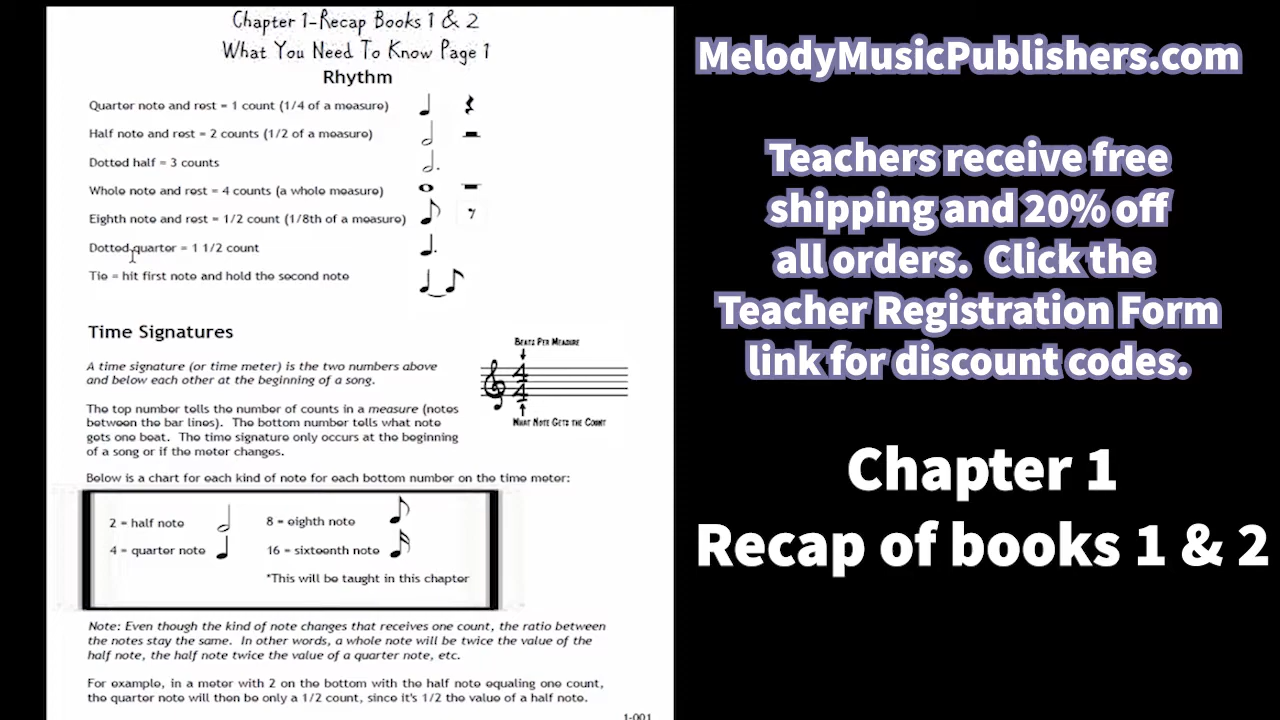 Chapter 1-Recap Books 1 & 2
What You Need To Know Page 1
Rhythm
Quarter note and rest = 1 count (1/4 of a measure)
Half note and rest = 2 counts (1/2 of a measure)
Dotted half = 3 counts
Whole note and rest = 4 counts (a whole measure)
Eighth note and rest = 1/2 count (1/8th of a measure)
Dotted quarter = 1 1/2 count
Tie = hit first note and hold the second note
Time Signatures
A time signature (or time meter) is the two numbers above
and below each other at the beginning of a song.
The top number tells the number of counts in a measure (notes
between the bar lines). The bottom number tells what note
gets one beat. The time signature only occurs at the beginning
of a song or if the meter changes.
Beats Per Measure
4
4
What Note Gets the Count
Below is a chart for each kind of note for each bottom number on the time meter:
2 = half note
8 = eighth note
4 = quarter note
16 = sixteenth note
*This will be taught in this chapter
Note: Even though the kind of note changes that receives one count, the ratio between
the notes stay the same. In other words, a whole note will be twice the value of the
half note, the half note twice the value of a quarter note, etc.
For example, in a meter with 2 on the bottom with the half note equaling one count,
the quarter note will then be only a 1/2 count, since it's 1/2 the value of a half note.
1-001
MelodyMusicPublishers.com
Teachers receive free
shipping and 20% off
all orders. Click the
Teacher Registration Form
link for discount codes.
Chapter 1
Recap of books 1 & 2